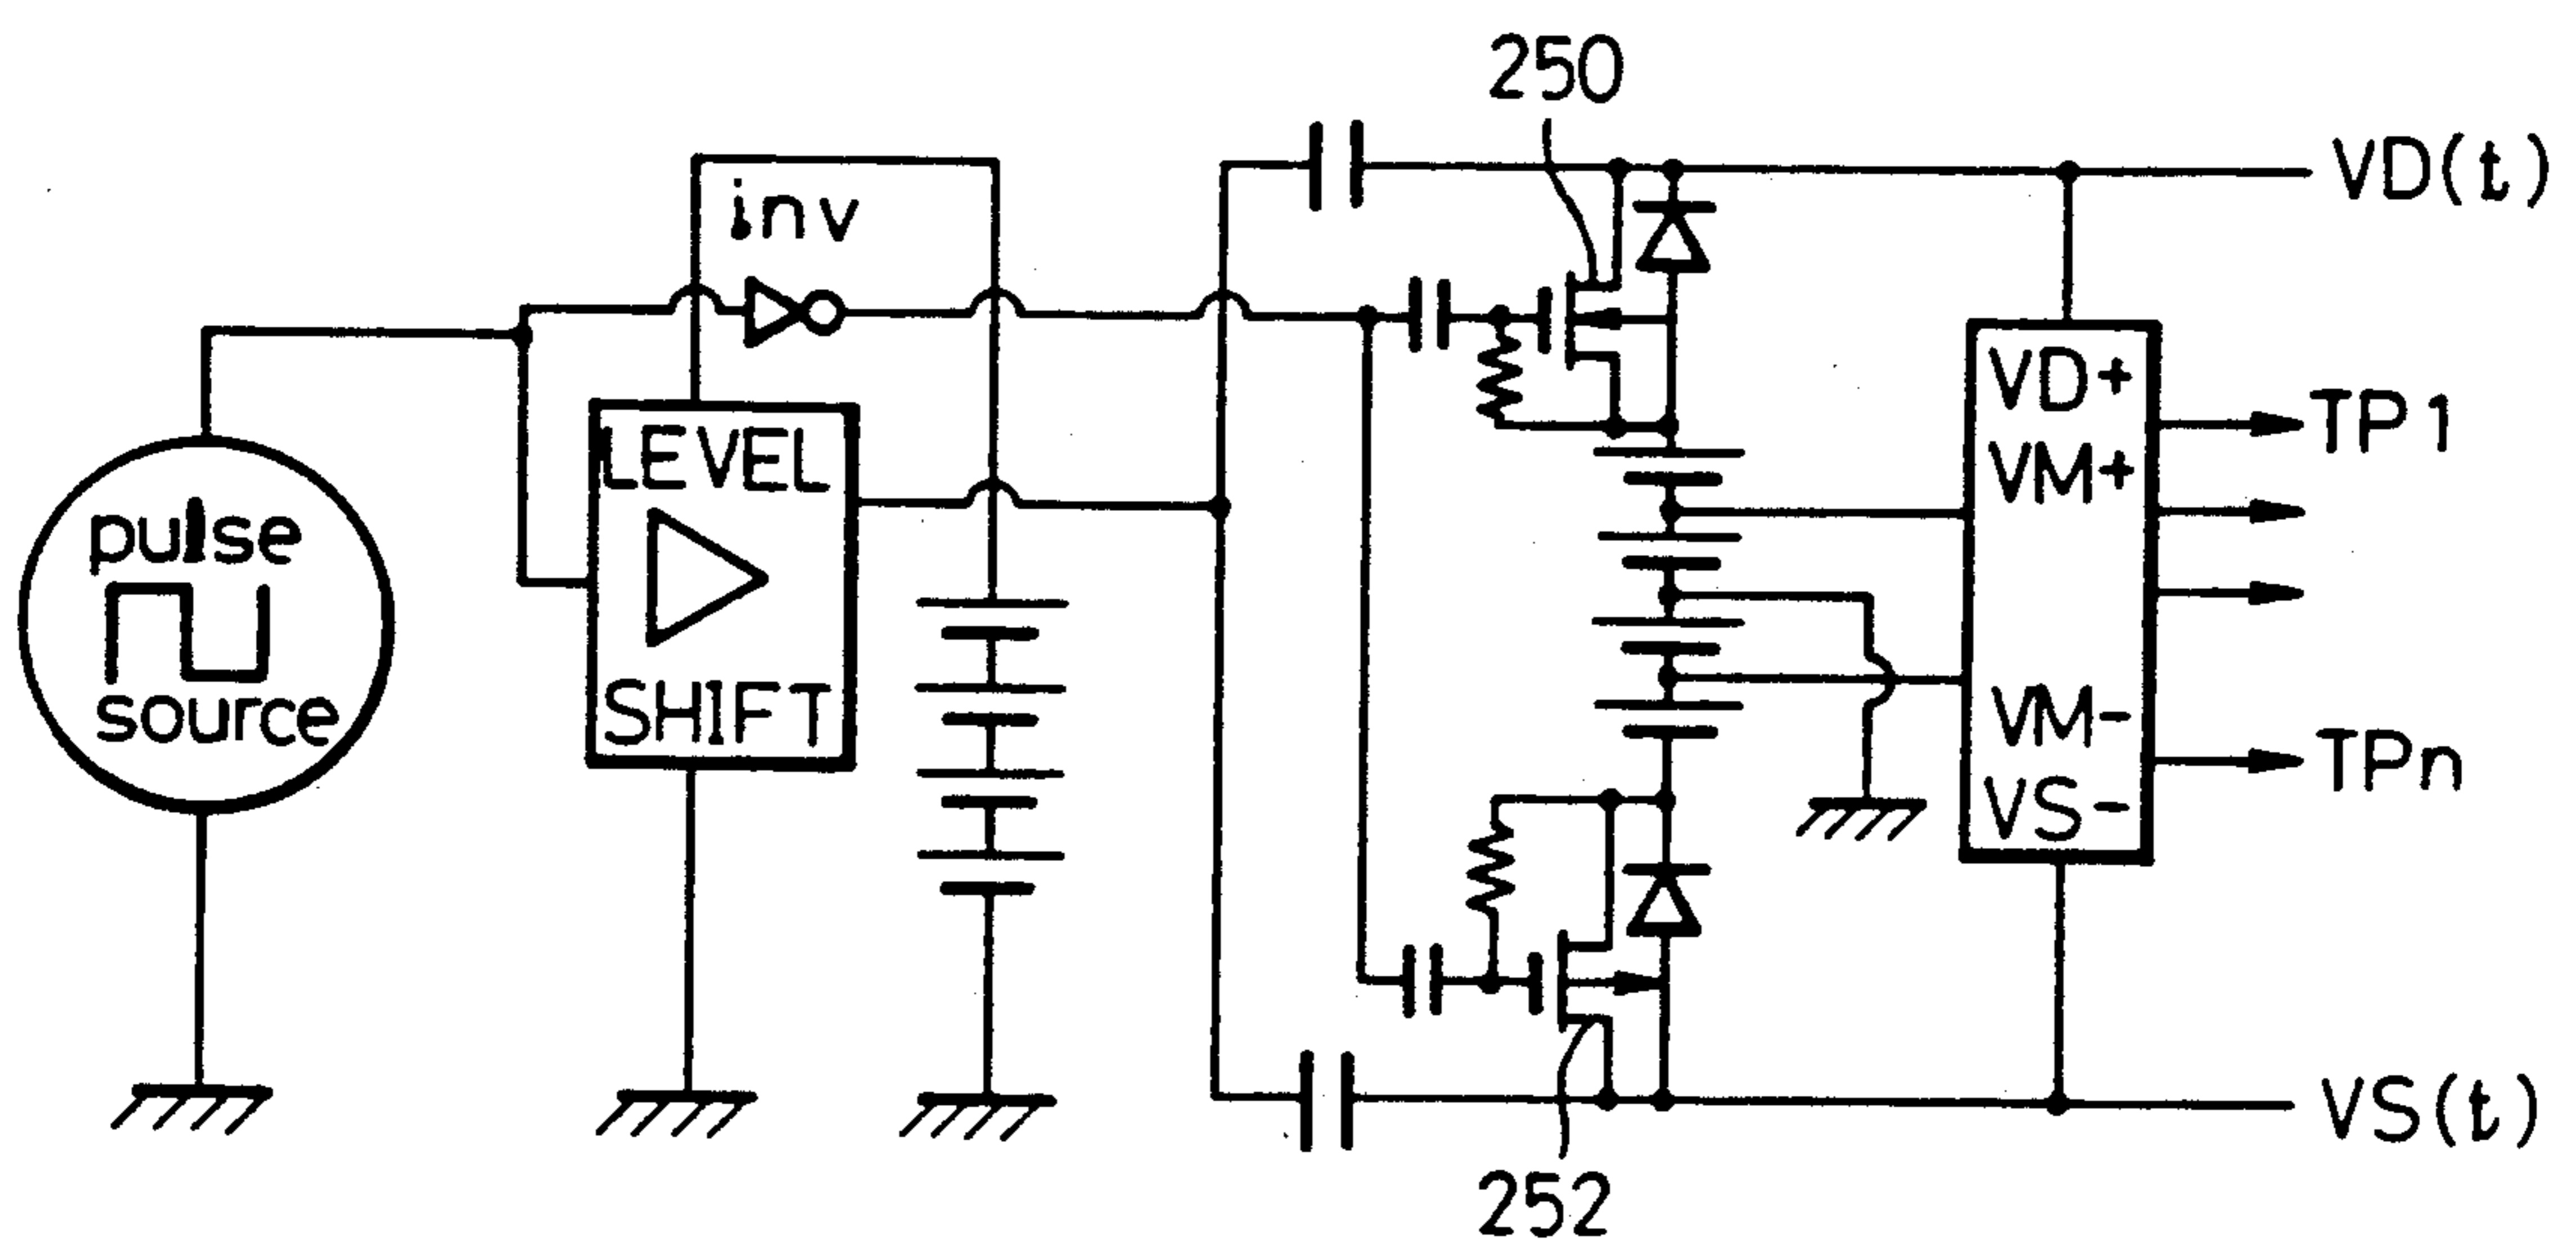 250
VD(t)
inv
pulse
source
LEVEL
SHIFT
VD+
VM+
VM-
VS-
TP1
TPn
VS(t)
252